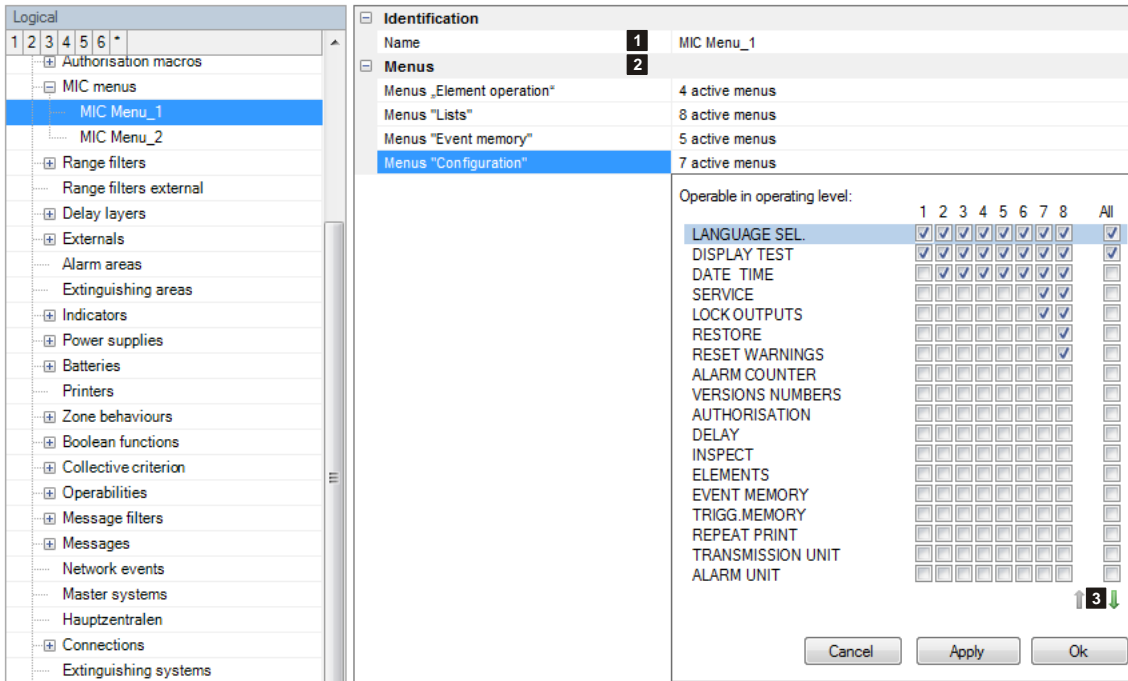 Logical
1 2 3 4 5 6 *
Authorisation macros
MIC menus
MIC Menu_1
MIC Menu_2
Range filters
Range filters external
Delay layers
Externals
Alarm areas
Extinguishing areas
Indicators
Power supplies
Batteries
Printers
Zone behaviours
Boolean functions
Collective criterion
Operabilities
Message filters
Messages
Network events
Master systems
Hauptzentralen
Connections
Extinguishing systems
Identification
Name 1 MIC Menu_1
Menus 2
Menus „Element operation“ 4 active menus
Menus "Lists" 8 active menus
Menus "Event memory" 5 active menus
Menus "Configuration" 7 active menus
Operable in operating level:
1 2 3 4 5 6 7 8 All
LANGUAGE SEL.
DISPLAY TEST
DATE TIME
SERVICE
LOCK OUTPUTS
RESTORE
RESET WARNINGS
ALARM COUNTER
VERSIONS NUMBERS
AUTHORISATION
DELAY
INSPECT
ELEMENTS
EVENT MEMORY
TRIGG.MEMORY
REPEAT PRINT
TRANSMISSION UNIT
ALARM UNIT
3
Cancel Apply Ok